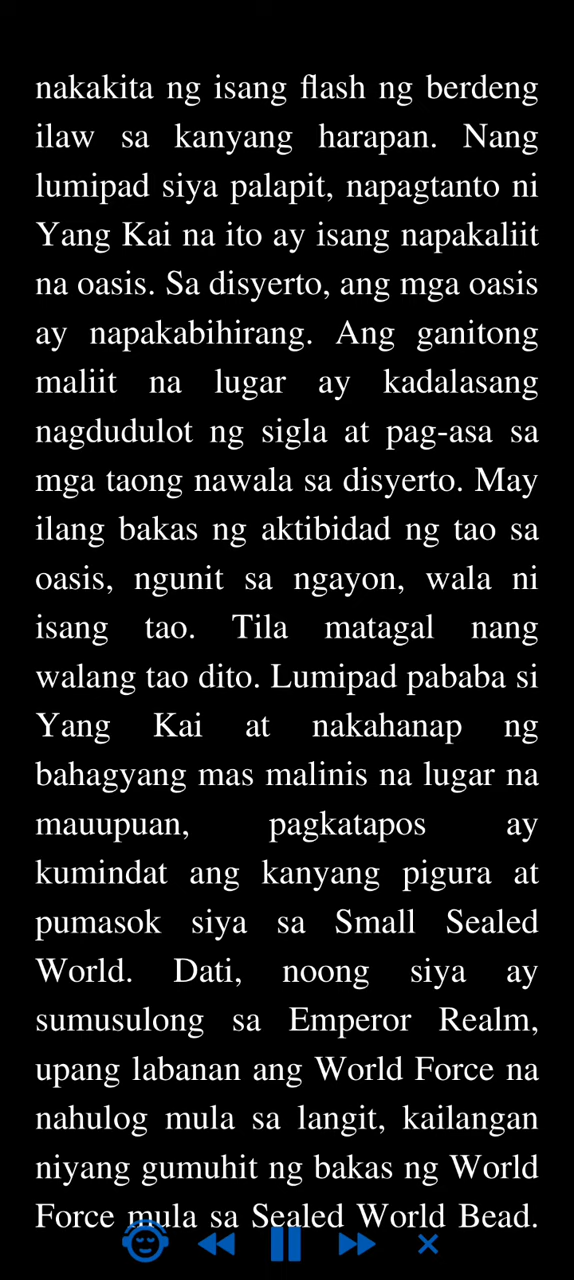 nakakita ng isang flash ng berdeng
ilaw sa kanyang harapan. Nang
lumipad siya palapit, napagtanto ni
Yang Kai na ito ay isang napakaliit
na oasis. Sa disyerto, ang mga oasis
ay napakabihirang. Ang ganitong
maliit na lugar ay kadalasang
nagdudulot ng sigla at pag-asa sa
mga taong nawala sa disyerto. May
ilang bakas ng aktibidad ng tao sa
oasis, ngunit sa ngayon, wala ni
isang tao. Tila matagal nang
walang tao dito. Lumipad pababa si
Yang Kai at nakahanap ng
bahagyang mas malinis na lugar na
mauupuan, pagkatapos ay
kumindat ang kanyang pigura at
pumasok siya sa Small Sealed
World. Dati, noong siya ay
sumusulong sa Emperor Realm,
upang labanan ang World Force na
nahulog mula sa langit, kailangan
niyang gumuhit ng bakas ng World
Force mula sa Sealed World Bead.